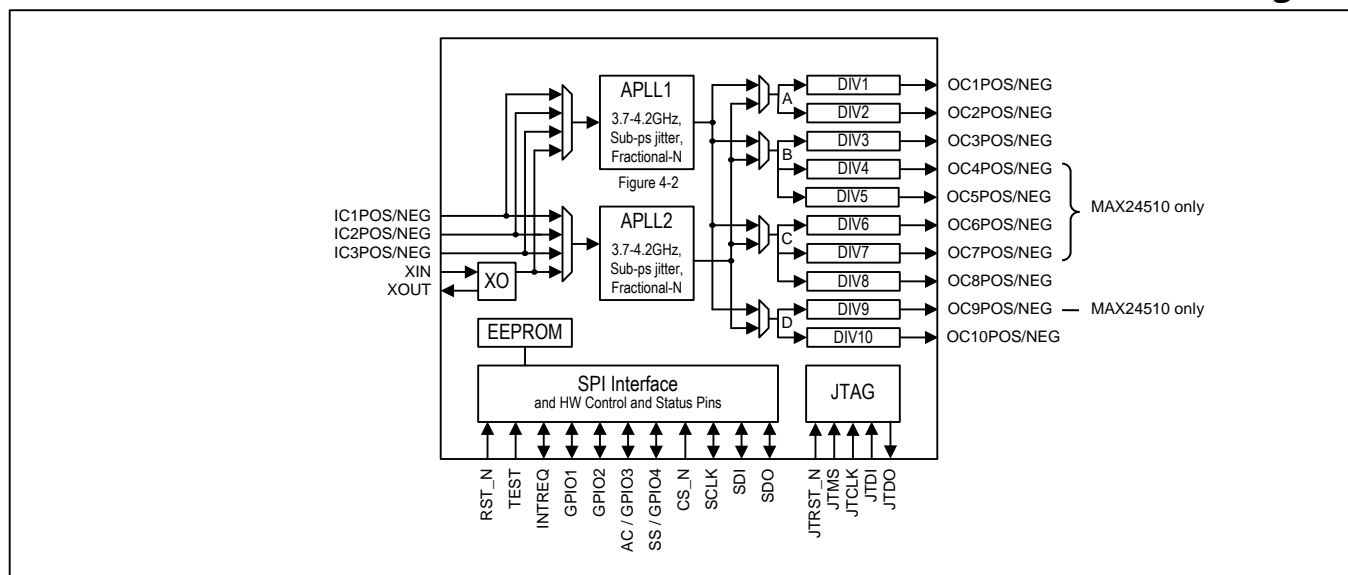 APLL1
3.7-4.2GHz,
Sub-ps jitter,
Fractional-N
Figure 4-2
APLL2
3.7-4.2GHz,
Sub-ps jitter,
Fractional-N
IC1POS/NEG
IC2POS/NEG
IC3POS/NEG
XIN
XOUT
XO
A
B
C
D
DIV1
DIV2
DIV3
DIV4
DIV5
DIV6
DIV7
DIV8
DIV9
DIV10
OC1POS/NEG
OC2POS/NEG
OC3POS/NEG
OC4POS/NEG
OC5POS/NEG
OC6POS/NEG
OC7POS/NEG
OC8POS/NEG
OC9POS/NEG
OC10POS/NEG
MAX24510 only
MAX24510 only
EEPROM
SPI Interface
and HW Control and Status Pins
JTAG
RST_N
TEST
INTREQ
GPIO1
GPIO2
AC / GPIO3
SS / GPIO4
CS_N
SCLK
SDI
SDO
JTRST_N
JTMS
JTCLK
JTDI
JTDO